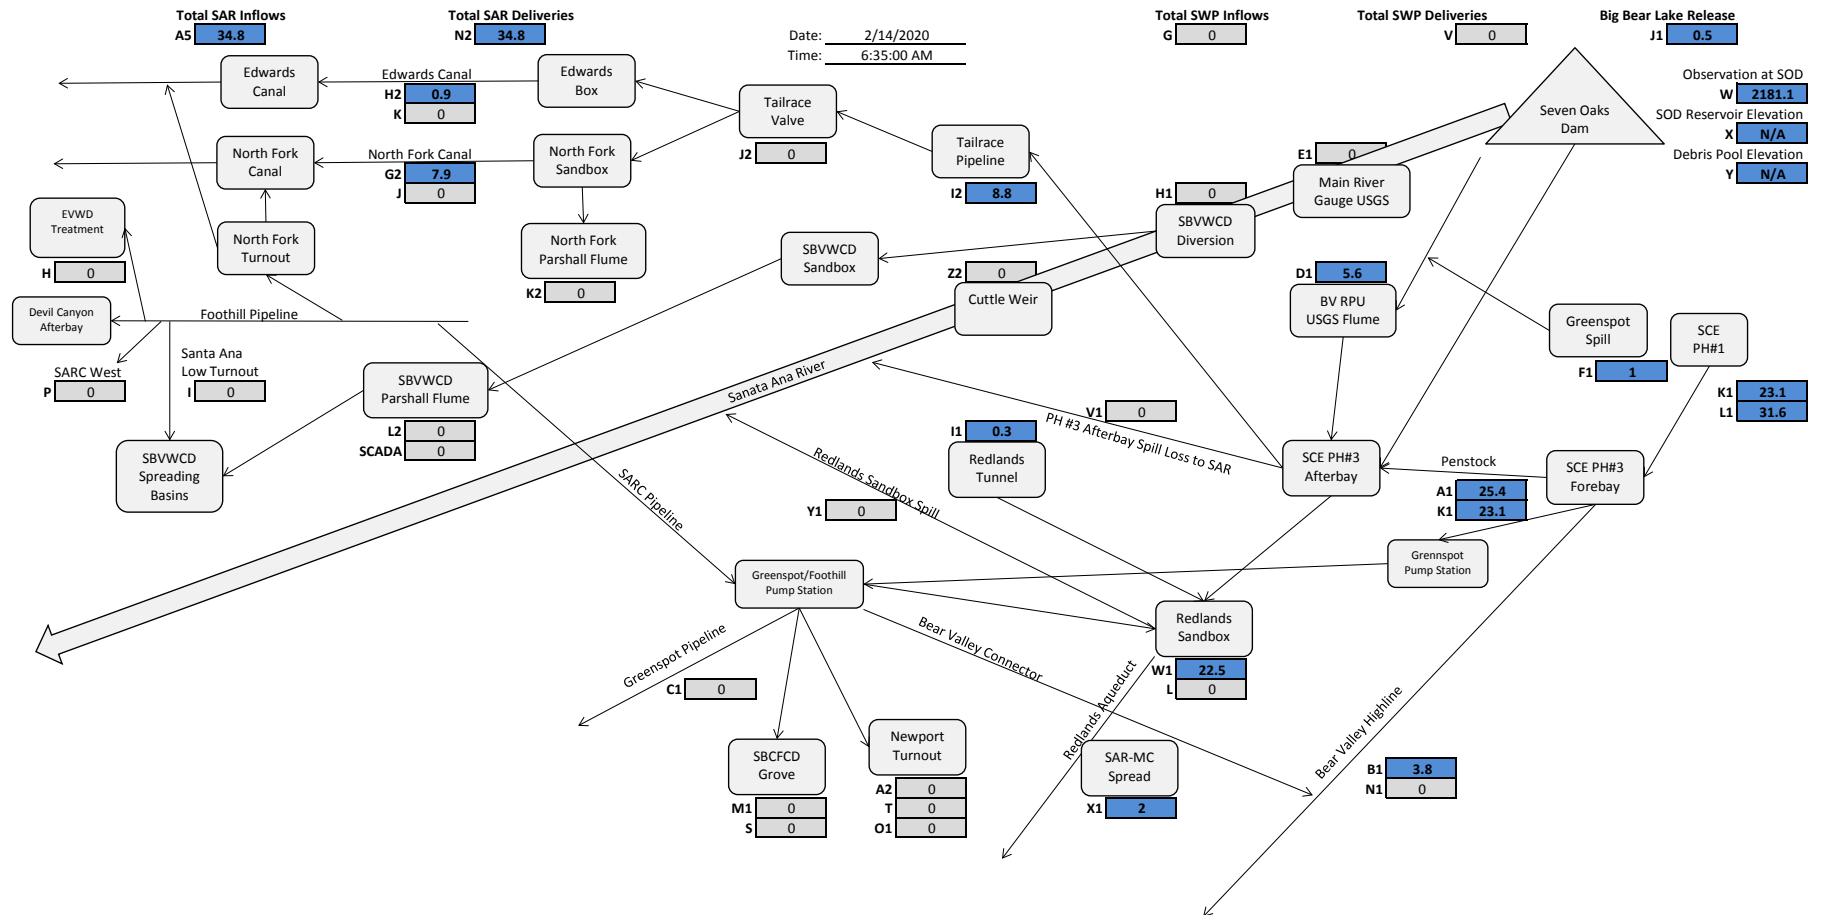 Total SAR Inflows
A5 34.8
Total SAR Deliveries
N2 34.8
Date: 2/14/2020
Time: 6:35:00 AM
Total SWP Inflows
G 0
Total SWP Deliveries
V 0
Big Bear Lake Release
J1 0.5
Edwards
Canal
Edwards Canal
H2 0.9
K 0
Edwards
Box
Tailrace
Valve
J2 0
Tailrace
Pipeline
I2 8.8
Seven Oaks
Dam
Observation at SOD
W 2181.1
SOD Reservoir Elevation
X N/A
Debris Pool Elevation
Y N/A
North Fork
Canal
North Fork Canal
G2 7.9
J 0
North Fork
Sandbox
E1 0
Main River
Gauge USGS
H1 0
SBVWCD
Diversion
EVWD
Treatment
H 0
North Fork
Turnout
North Fork
Parshall Flume
K2 0
SBVWCD
Sandbox
Z2 0
Cuttle Weir
D1 5.6
BV RPU
USGS Flume
Greenspot
Spill
F1 1
SCE
PH#1
K1 23.1
L1 31.6
Devil Canyon
Afterbay
Foothill Pipeline
SARC West
P 0
Santa Ana
Low Turnout
I 0
SBVWCD
Parshall Flume
L2 0
SCADA 0
Sanata Ana River
V1 0
PH #3 Afterbay Spill Loss to SAR
I1 0.3
Redlands
Tunnel
SCE PH#3
Afterbay
Penstock
A1 25.4
K1 23.1
SCE PH#3
Forebay
SBVWCD
Spreading
Basins
SARC Pipeline
Redlands Sandbox Spill
Y1 0
Grennspot
Pump Station
Greenspot/Foothill
Pump Station
Redlands
Sandbox
W1 22.5
L 0
Greenspot Pipeline
C1 0
Bear Valley Connector
Redlands Aqueduct
Bear Valley Highline
SBCFCD
Grove
M1 0
S 0
Newport
Turnout
A2 0
T 0
O1 0
SAR-MC
Spread
X1 2
B1 3.8
N1 0